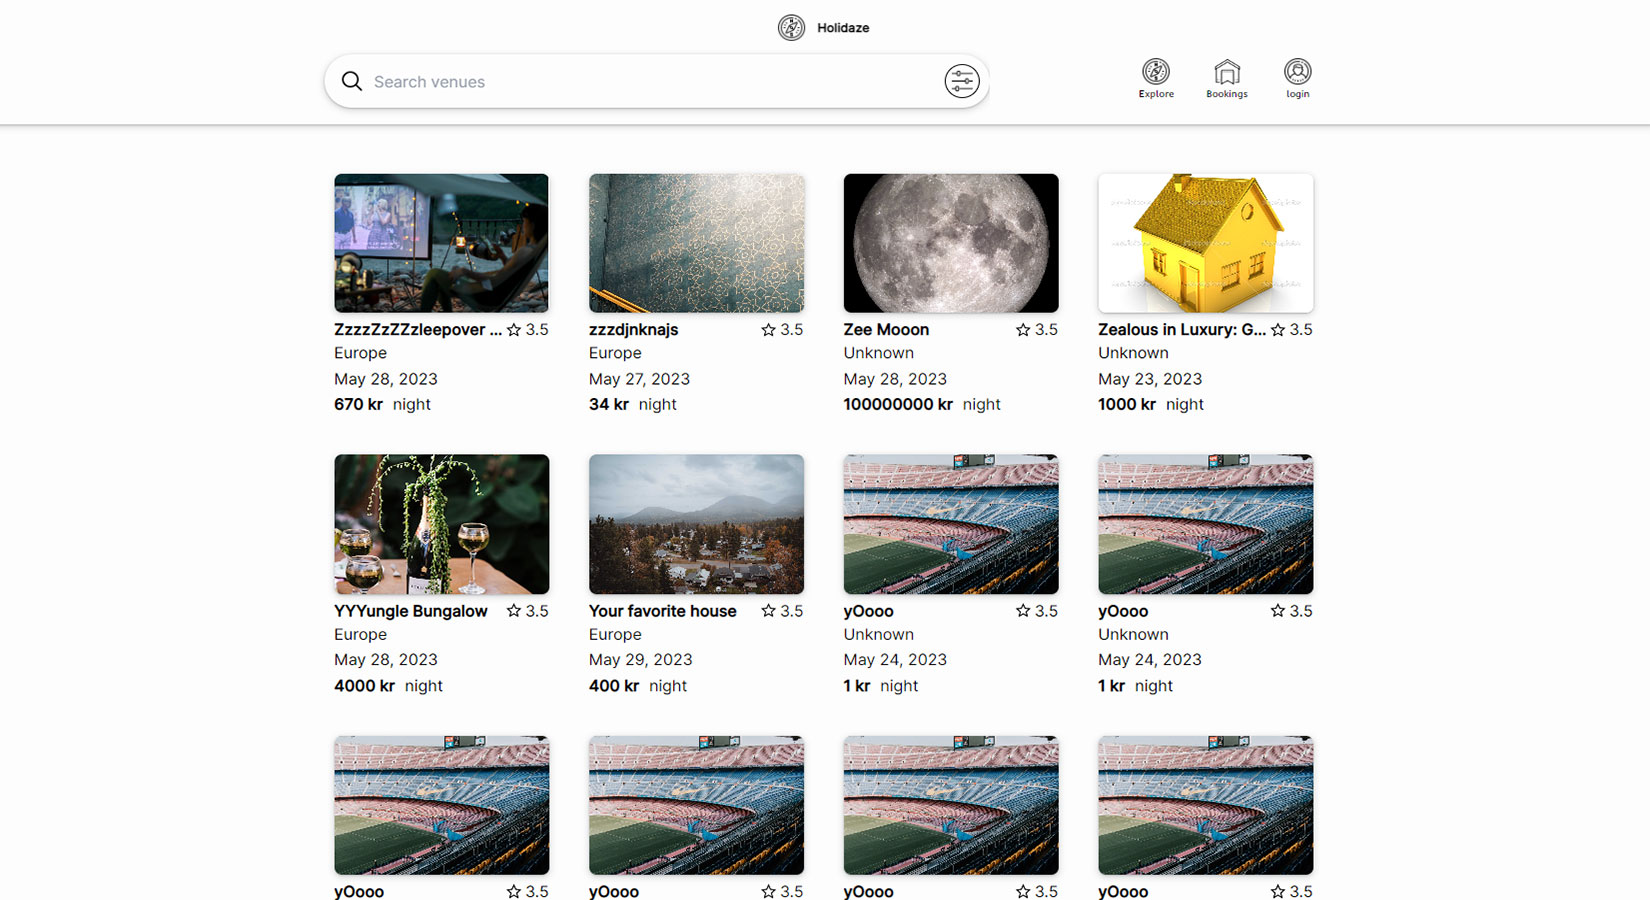 Holidaze
Search venues
Explore
Bookings
login
ZzzzZzZZzleepover ... 3.5
Europe
May 28, 2023
670 kr night
zzzdjnknajs 3.5
Europe
May 27, 2023
34 kr night
Zee Mooon 3.5
Unknown
May 28, 2023
100000000 kr night
Zealous in Luxury: G... 3.5
Unknown
May 23, 2023
1000 kr night
YYYungle Bungalow 3.5
Europe
May 28, 2023
4000 kr night
Your favorite house 3.5
Europe
May 29, 2023
400 kr night
yOooo 3.5
Unknown
May 24, 2023
1 kr night
yOooo 3.5
Unknown
May 24, 2023
1 kr night
yOooo 3.5
yOooo 3.5
yOooo 3.5
yOooo 3.5